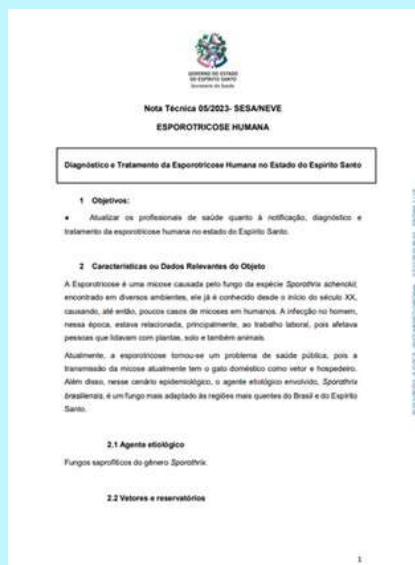 GOVERNO DO ESTADO
DO ESPÍRITO SANTO
Secretaria da Saúde
Nota Técnica 05/2023- SESA/NEVE
ESPOROTRICOSE HUMANA
Diagnóstico e Tratamento da Esporotricose Humana no Estado do Espírito Santo
1 Objetivos:
● Atualizar os profissionais de saúde quanto à notificação, diagnóstico e
tratamento da esporotricose humana no estado do Espírito Santo.
2 Características ou Dados Relevantes do Objeto
A Esporotricose é uma micose causada pelo fungo da espécie Sporothrix schenckii,
encontrado em diversos ambientes, ele já é conhecido desde o início do século XX,
causando, até então, poucos casos de micoses em humanos. A infecção no homem,
nessa época, estava relacionada, principalmente, ao trabalho laboral, pois afetava
pessoas que lidavam com plantas, solo e também animais.
Atualmente, a esporotricose tornou-se um problema de saúde pública, pois a
transmissão da micose atualmente tem o gato doméstico como vetor e hospedeiro.
Além disso, nesse cenário epidemiológico, o agente etiológico envolvido, Sporothrix
brasiliensis, é um fungo mais adaptado às regiões mais quentes do Brasil e do Espírito
Santo.
2.1 Agente etiológico
Fungos saprofíticos do gênero Sporothrix.
2.2 Vetores e reservatórios
1